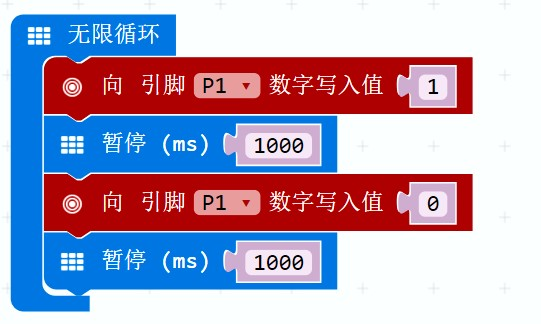 无限循环
向 引脚 P1 数字写入值 1
暂停 (ms) 1000
向 引脚 P1 数字写入值 0
暂停 (ms) 1000